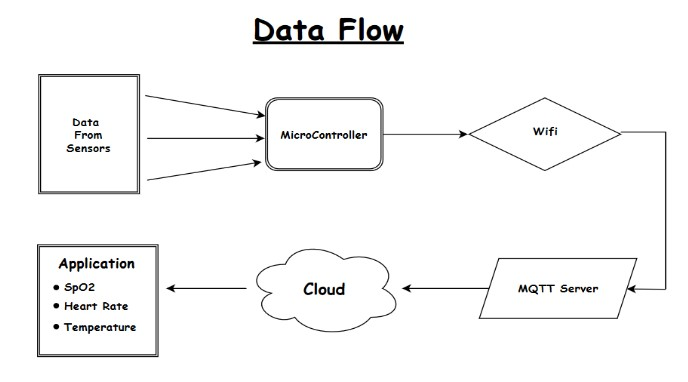 Data Flow
Data
From
Sensors
MicroController
Wifi
Application
• SpO2
• Heart Rate
• Temperature
Cloud
MQTT Server